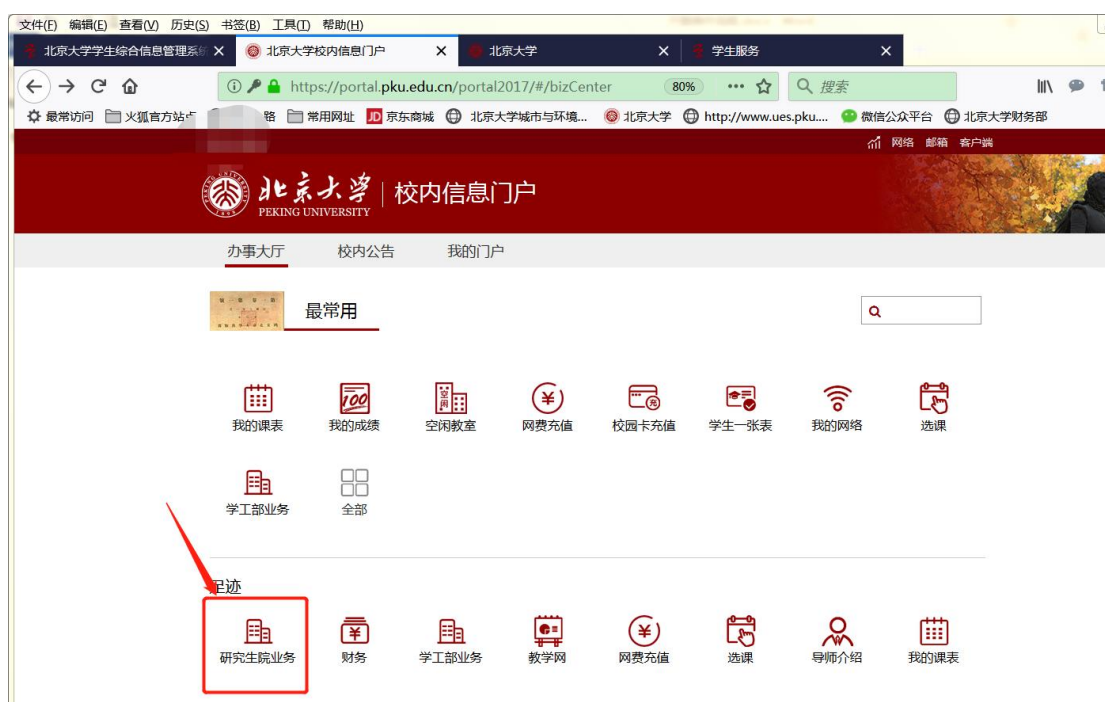 文件(F) 编辑(E) 查看(V) 历史(S) 书签(B) 工具(T) 帮助(H)
北京大学学生综合信息管理系统 北京大学校内信息门户 北京大学 学生服务
https://portal.pku.edu.cn/portal2017/#/bizCenter 80% 搜索
最常访问 火狐官方站点 路 常用网址 JD 京东商城 北京大学城市与环境... 北京大学 http://www.ues.pku.... 微信公众平台 北京大学财务部
网络 邮箱 客户端
北京大学 校内信息门户
PEKING UNIVERSITY
办事大厅 校内公告 我的门户
最常用
我的课表 我的成绩 空闲教室 网费充值 校园卡充值 学生一张表 我的网络 选课
学工部业务 全部
足迹
研究生院业务 财务 学工部业务 教学网 网费充值 选课 导师介绍 我的课表